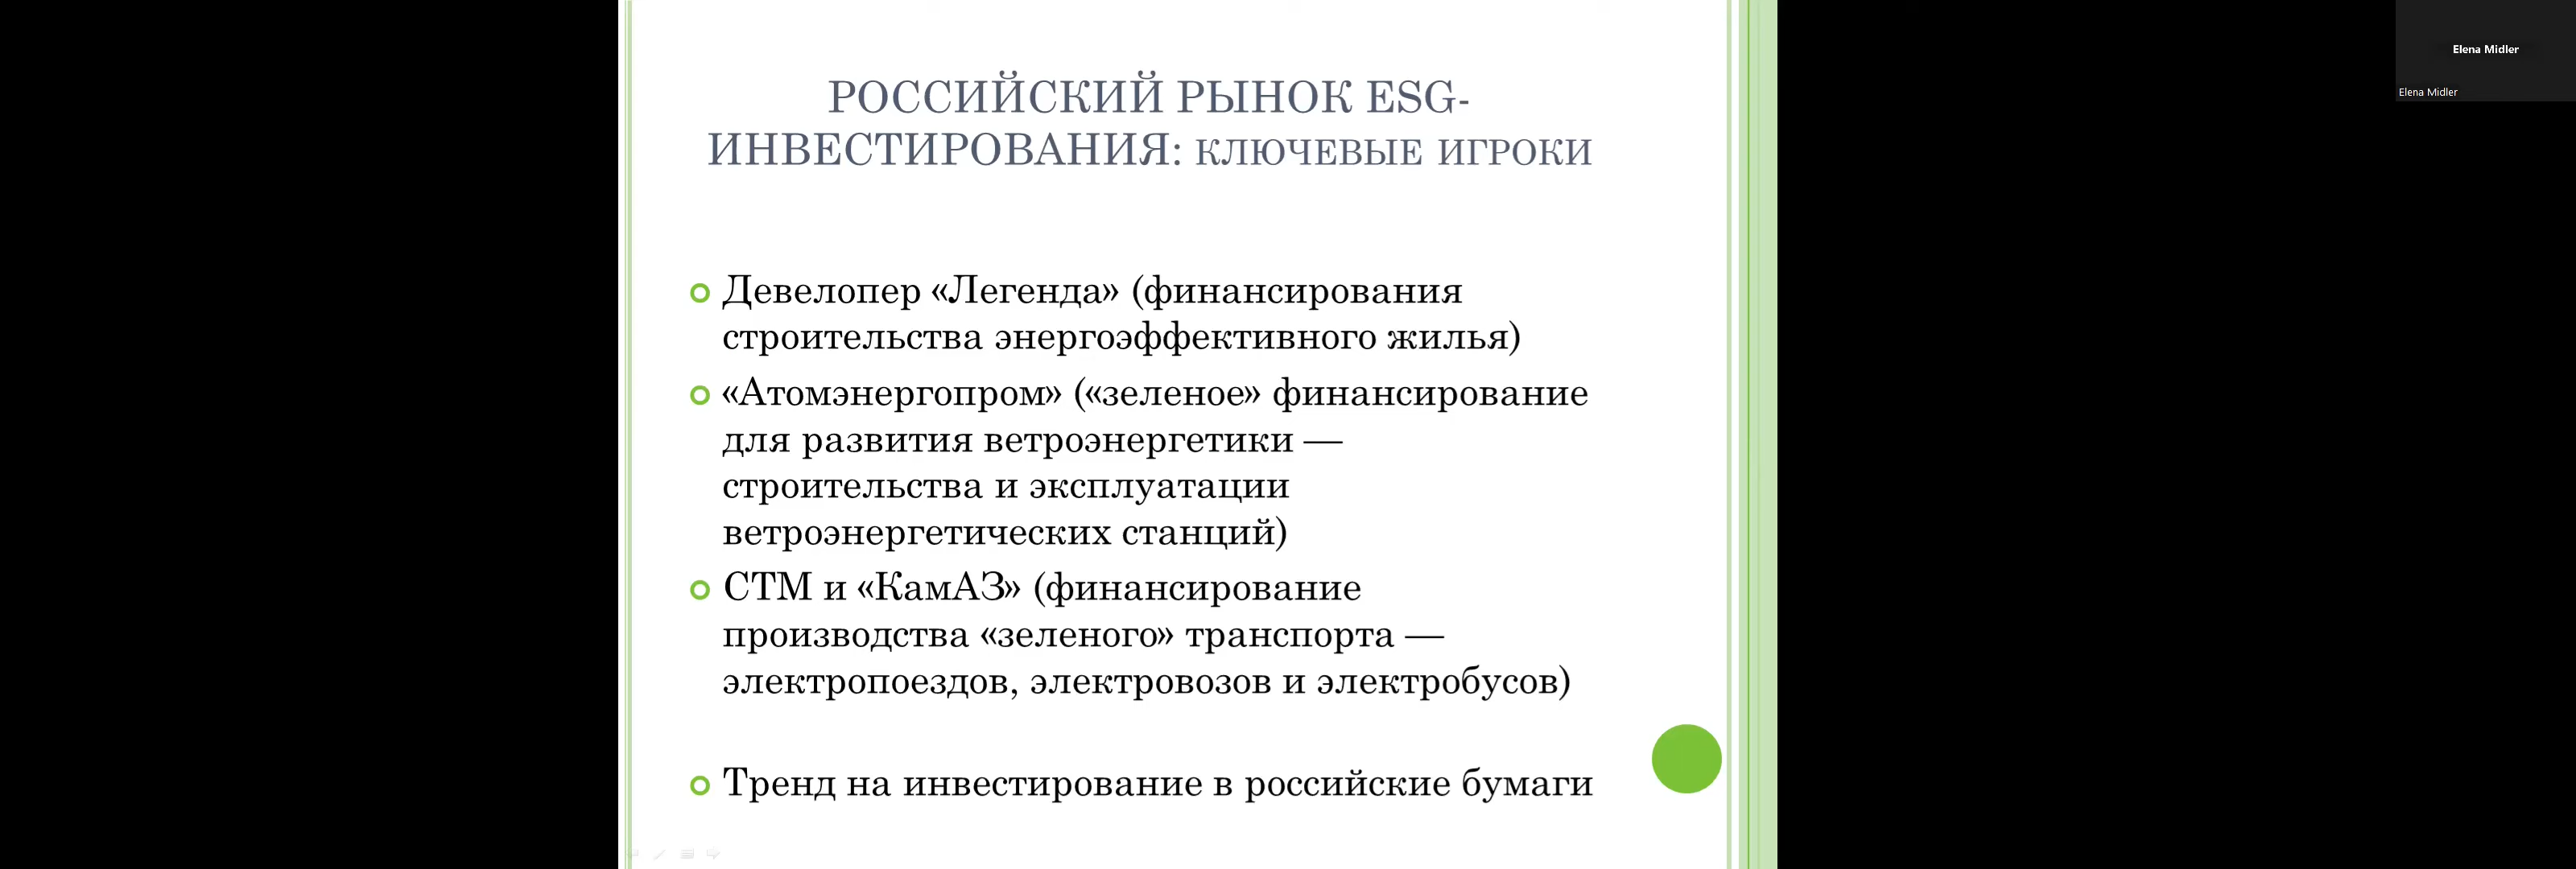 Elena Midler
Elena Midler
РОССИЙСКИЙ РЫНОК ESG-
ИНВЕСТИРОВАНИЯ: КЛЮЧЕВЫЕ ИГРОКИ
Девелопер «Легенда» (финансирования
строительства энергоэффективного жилья)
«Атомэнергопром» («зеленое» финансирование
для развития ветроэнергетики —
строительства и эксплуатации
ветроэнергетических станций)
СТМ и «КамАЗ» (финансирование
производства «зеленого» транспорта —
электропоездов, электровозов и электробусов)
Тренд на инвестирование в российские бумаги